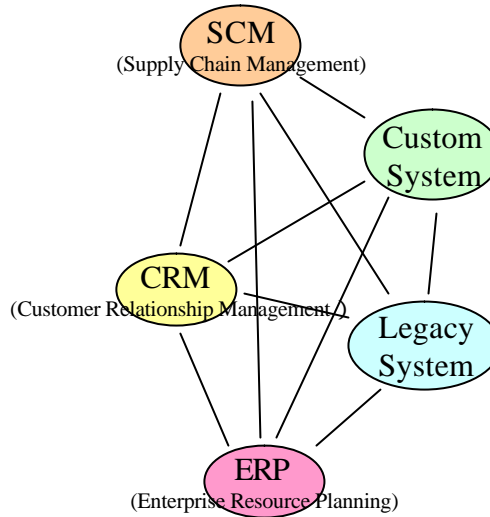 SCM
(Supply Chain Management)
Custom
System
CRM
(Customer Relationship Management )
Legacy
System
ERP
(Enterprise Resource Planning)